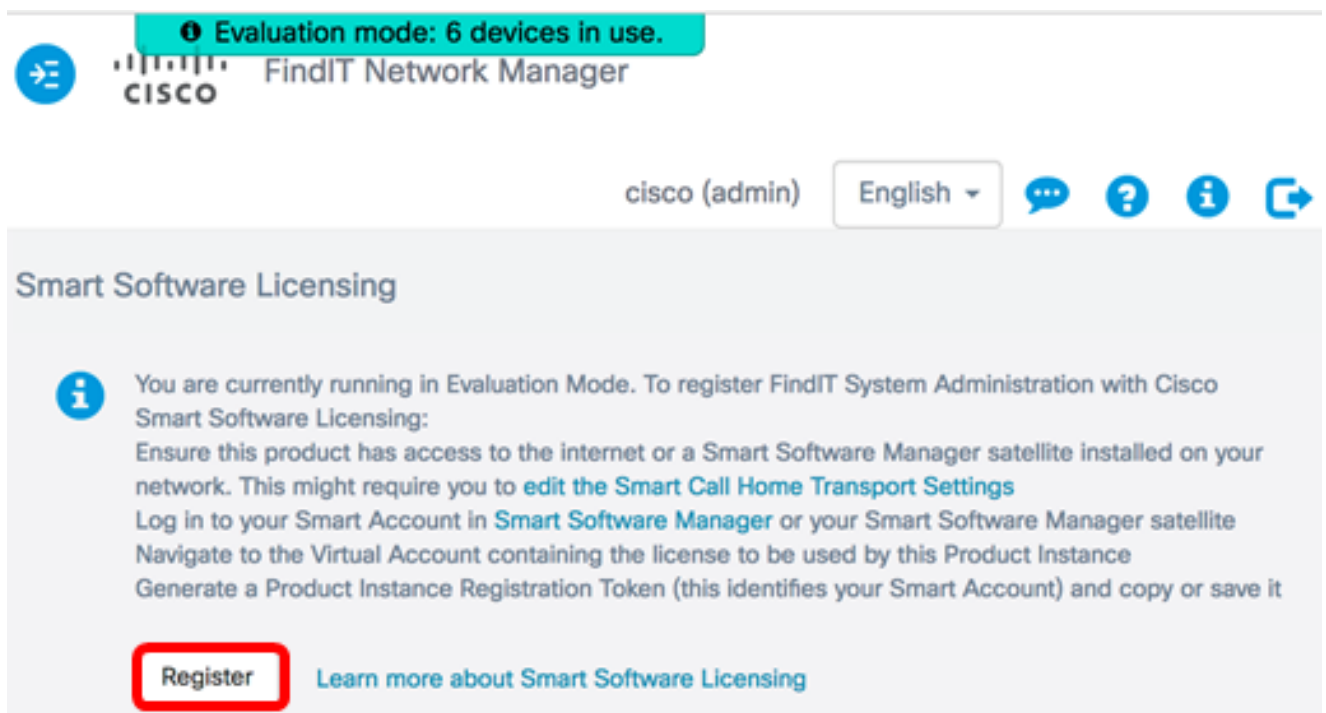 Evaluation mode: 6 devices in use.
CISCO
FindIT Network Manager
cisco (admin)
English
Smart Software Licensing
You are currently running in Evaluation Mode. To register FindIT System Administration with Cisco
Smart Software Licensing:
Ensure this product has access to the internet or a Smart Software Manager satellite installed on your
network. This might require you to edit the Smart Call Home Transport Settings
Log in to your Smart Account in Smart Software Manager or your Smart Software Manager satellite
Navigate to the Virtual Account containing the license to be used by this Product Instance
Generate a Product Instance Registration Token (this identifies your Smart Account) and copy or save it
Register
Learn more about Smart Software Licensing